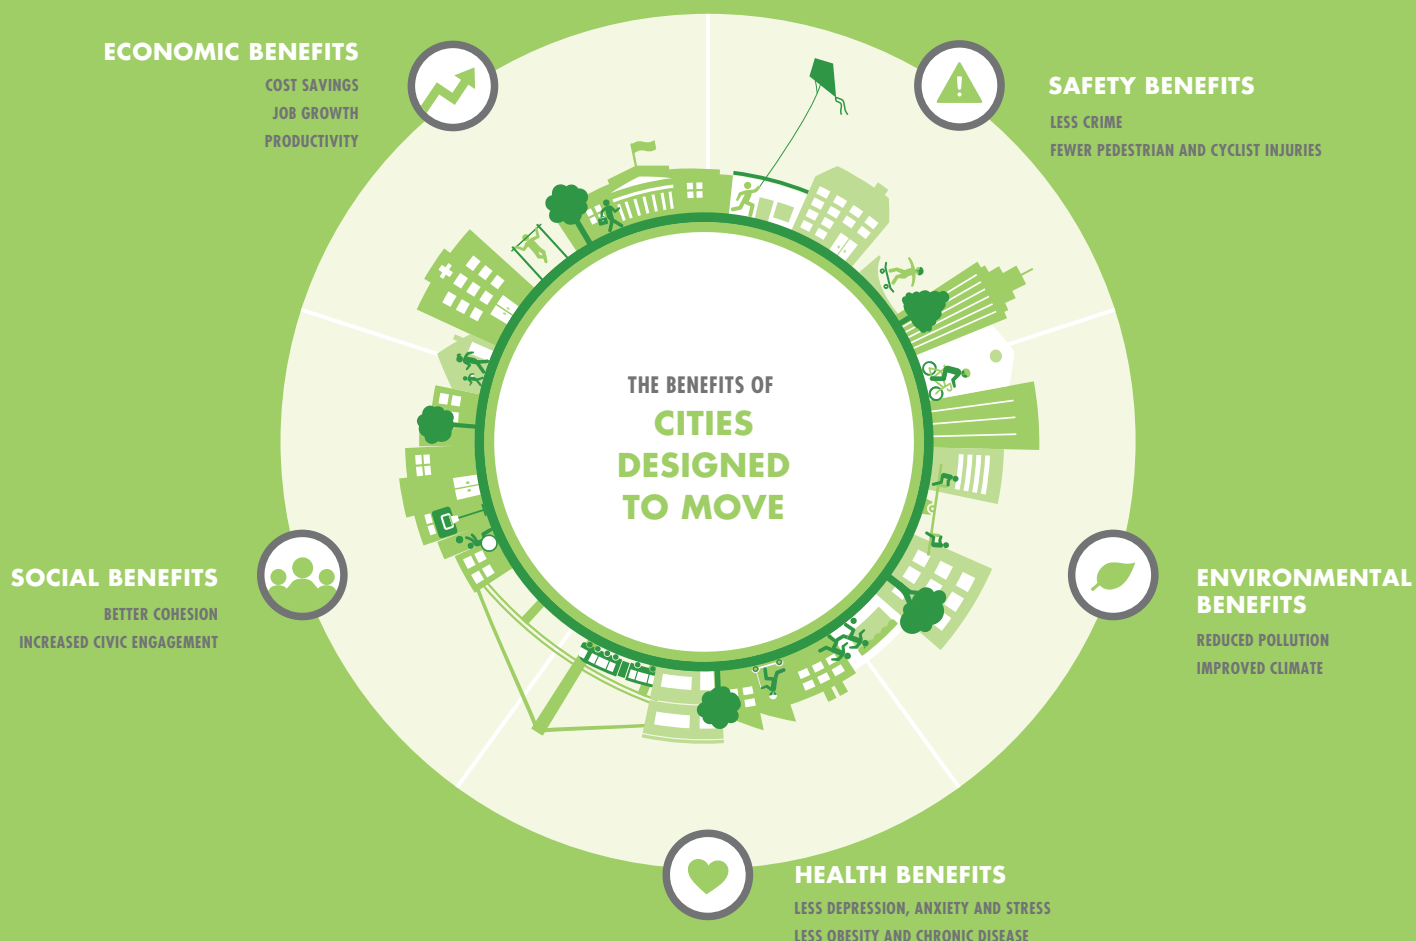 ECONOMIC BENEFITS
COST SAVINGS
JOB GROWTH
PRODUCTIVITY
SAFETY BENEFITS
LESS CRIME
FEWER PEDESTRIAN AND CYCLIST INJURIES
THE BENEFITS OF
CITIES
DESIGNED
TO MOVE
SOCIAL BENEFITS
BETTER COHESION
INCREASED CIVIC ENGAGEMENT
ENVIRONMENTAL
BENEFITS
REDUCED POLLUTION
IMPROVED CLIMATE
HEALTH BENEFITS
LESS DEPRESSION, ANXIETY AND STRESS
LESS OBESITY AND CHRONIC DISEASE